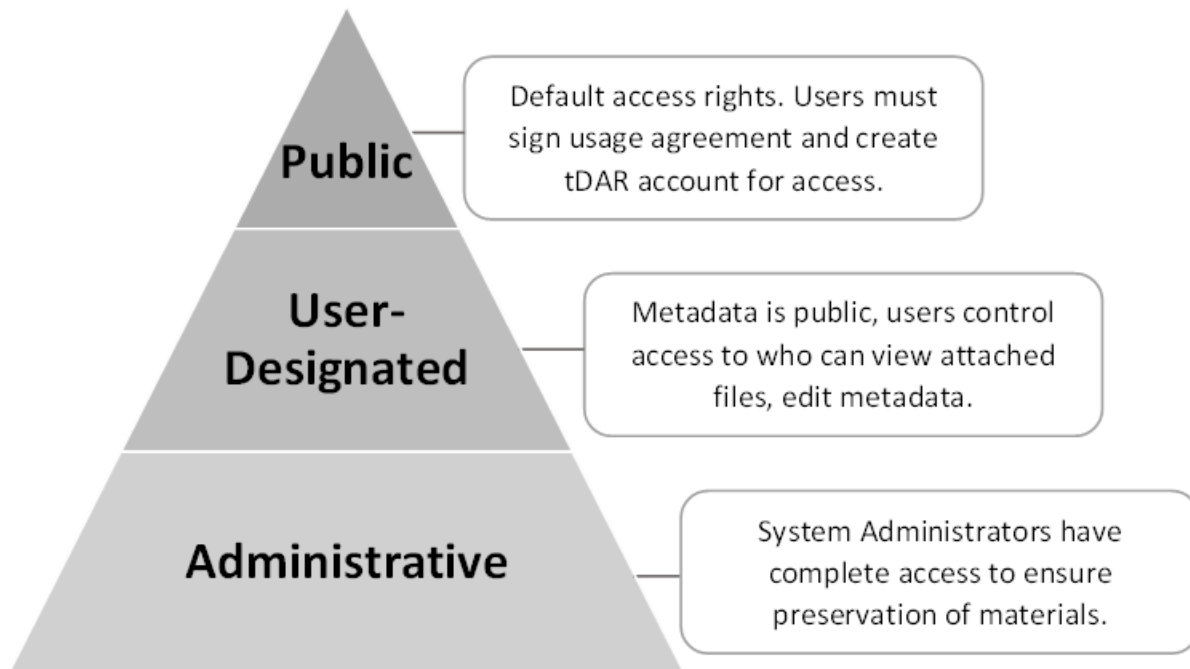 Public
Default access rights. Users must
sign usage agreement and create
tDAR account for access.
User-
Designated
Metadata is public, users control
access to who can view attached
files, edit metadata.
Administrative
System Administrators have
complete access to ensure
preservation of materials.